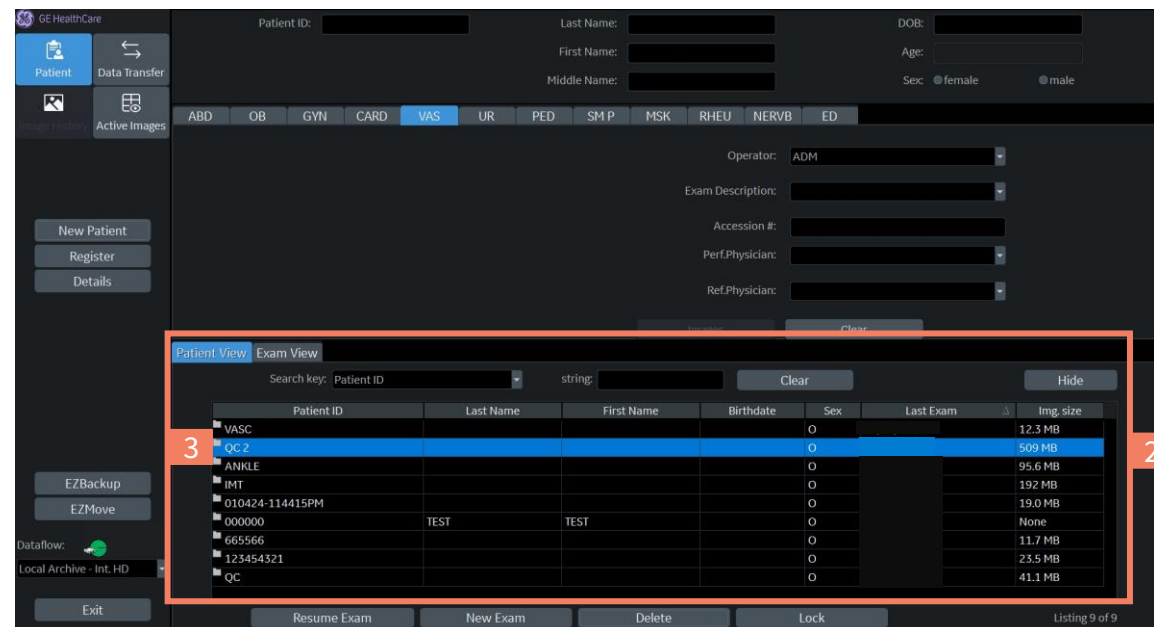 GE HealthCare
Patient ID: Last Name: DOB:
First Name: Age:
Middle Name: Sex: female male
Patient Data Transfer
Image History Active Images
ABD OB GYN CARD VAS UR PED SM P MSK RHEU NERVB ED
Operator: ADM
Exam Description:
Accession #:
Perf.Physician:
Ref.Physician:
Images Clear
New Patient
Register
Details
Patient View Exam View
Search key: Patient ID string: Clear Hide
Patient ID Last Name First Name Birthdate Sex Last Exam Img. size
VASC O 12.3 MB
3 QC 2 O 509 MB 2
ANKLE O 95.6 MB
IMT O 192 MB
010424-114415PM O 19.0 MB
000000 TEST TEST O None
665566 O 11.7 MB
123454321 O 23.5 MB
QC O 41.1 MB
EZBackup
EZMove
Dataflow:
Local Archive - Int. HD
Exit
Resume Exam New Exam Delete Lock Listing 9 of 9